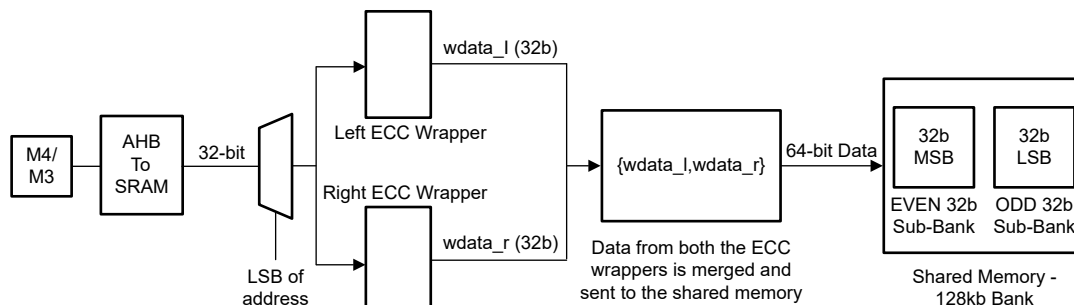 M4/
M3
AHB
To
SRAM
32-bit
LSB of
address
wdata_l (32b)
Left ECC Wrapper
Right ECC Wrapper
wdata_r (32b)
{wdata_l,wdata_r}
Data from both the ECC
wrappers is merged and
sent to the shared memory
64-bit Data
32b
MSB
EVEN 32b
Sub-Bank
32b
LSB
ODD 32b
Sub-Bank
Shared Memory -
128kb Bank